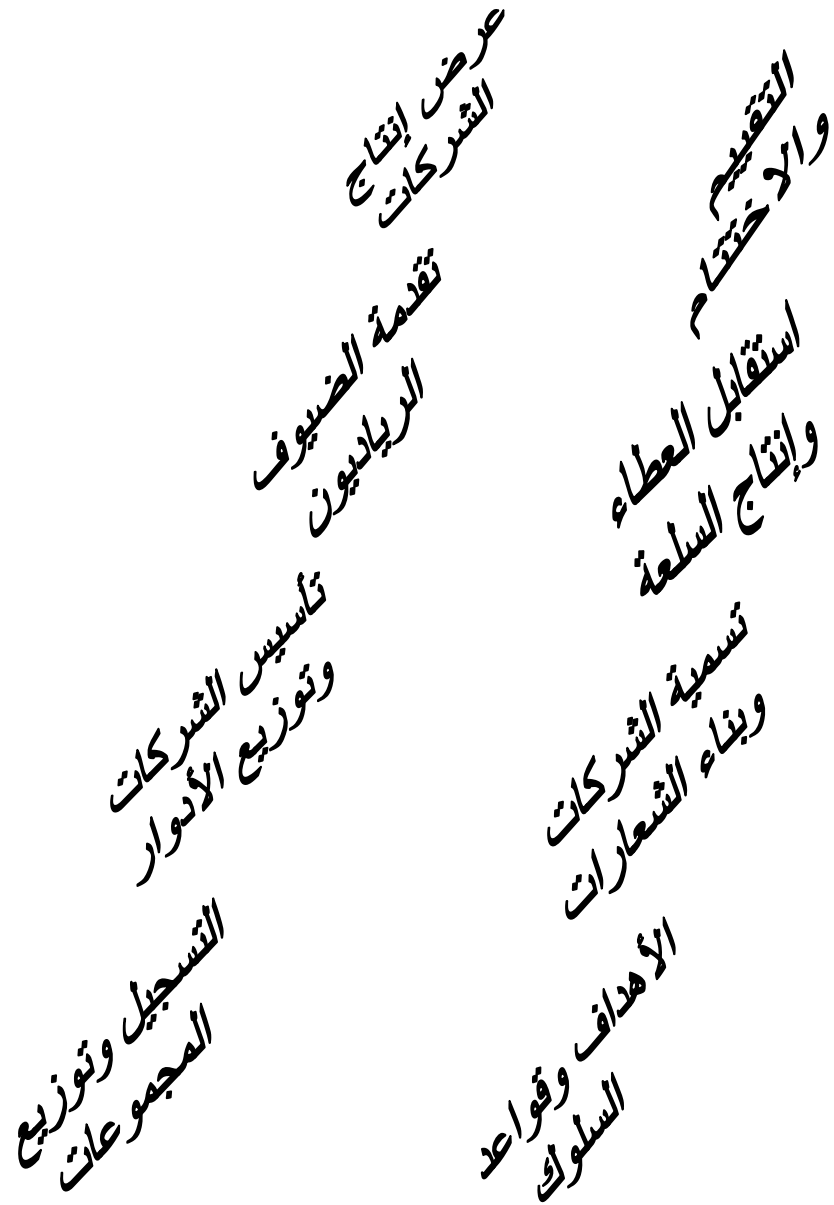 التقييم
والاختتام
عرض إنتاج
الشركات
استقابل العطاء
وإنتاج السلعة
تقدمة الضيوف
الرياديون
تسمية الشركات
وبناء الشعارات
تأسيس الشركات
وتوزيع الأدوار
الأهداف وقواعد
السلوك
التسجيل وتوزيع
المجموعات